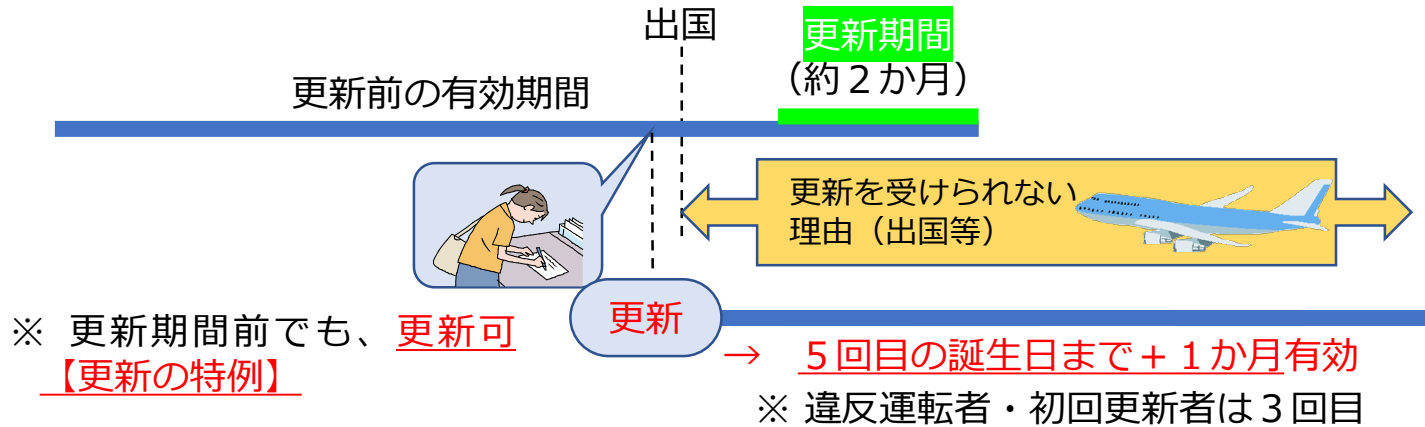 出国
更新期間
（約２か月）
更新前の有効期間
更新を受けられない
理由（出国等）
更新
※ 更新期間前でも、更新可
【更新の特例】
→ ５回目の誕生日まで＋１か月有効
※ 違反運転者・初回更新者は３回目